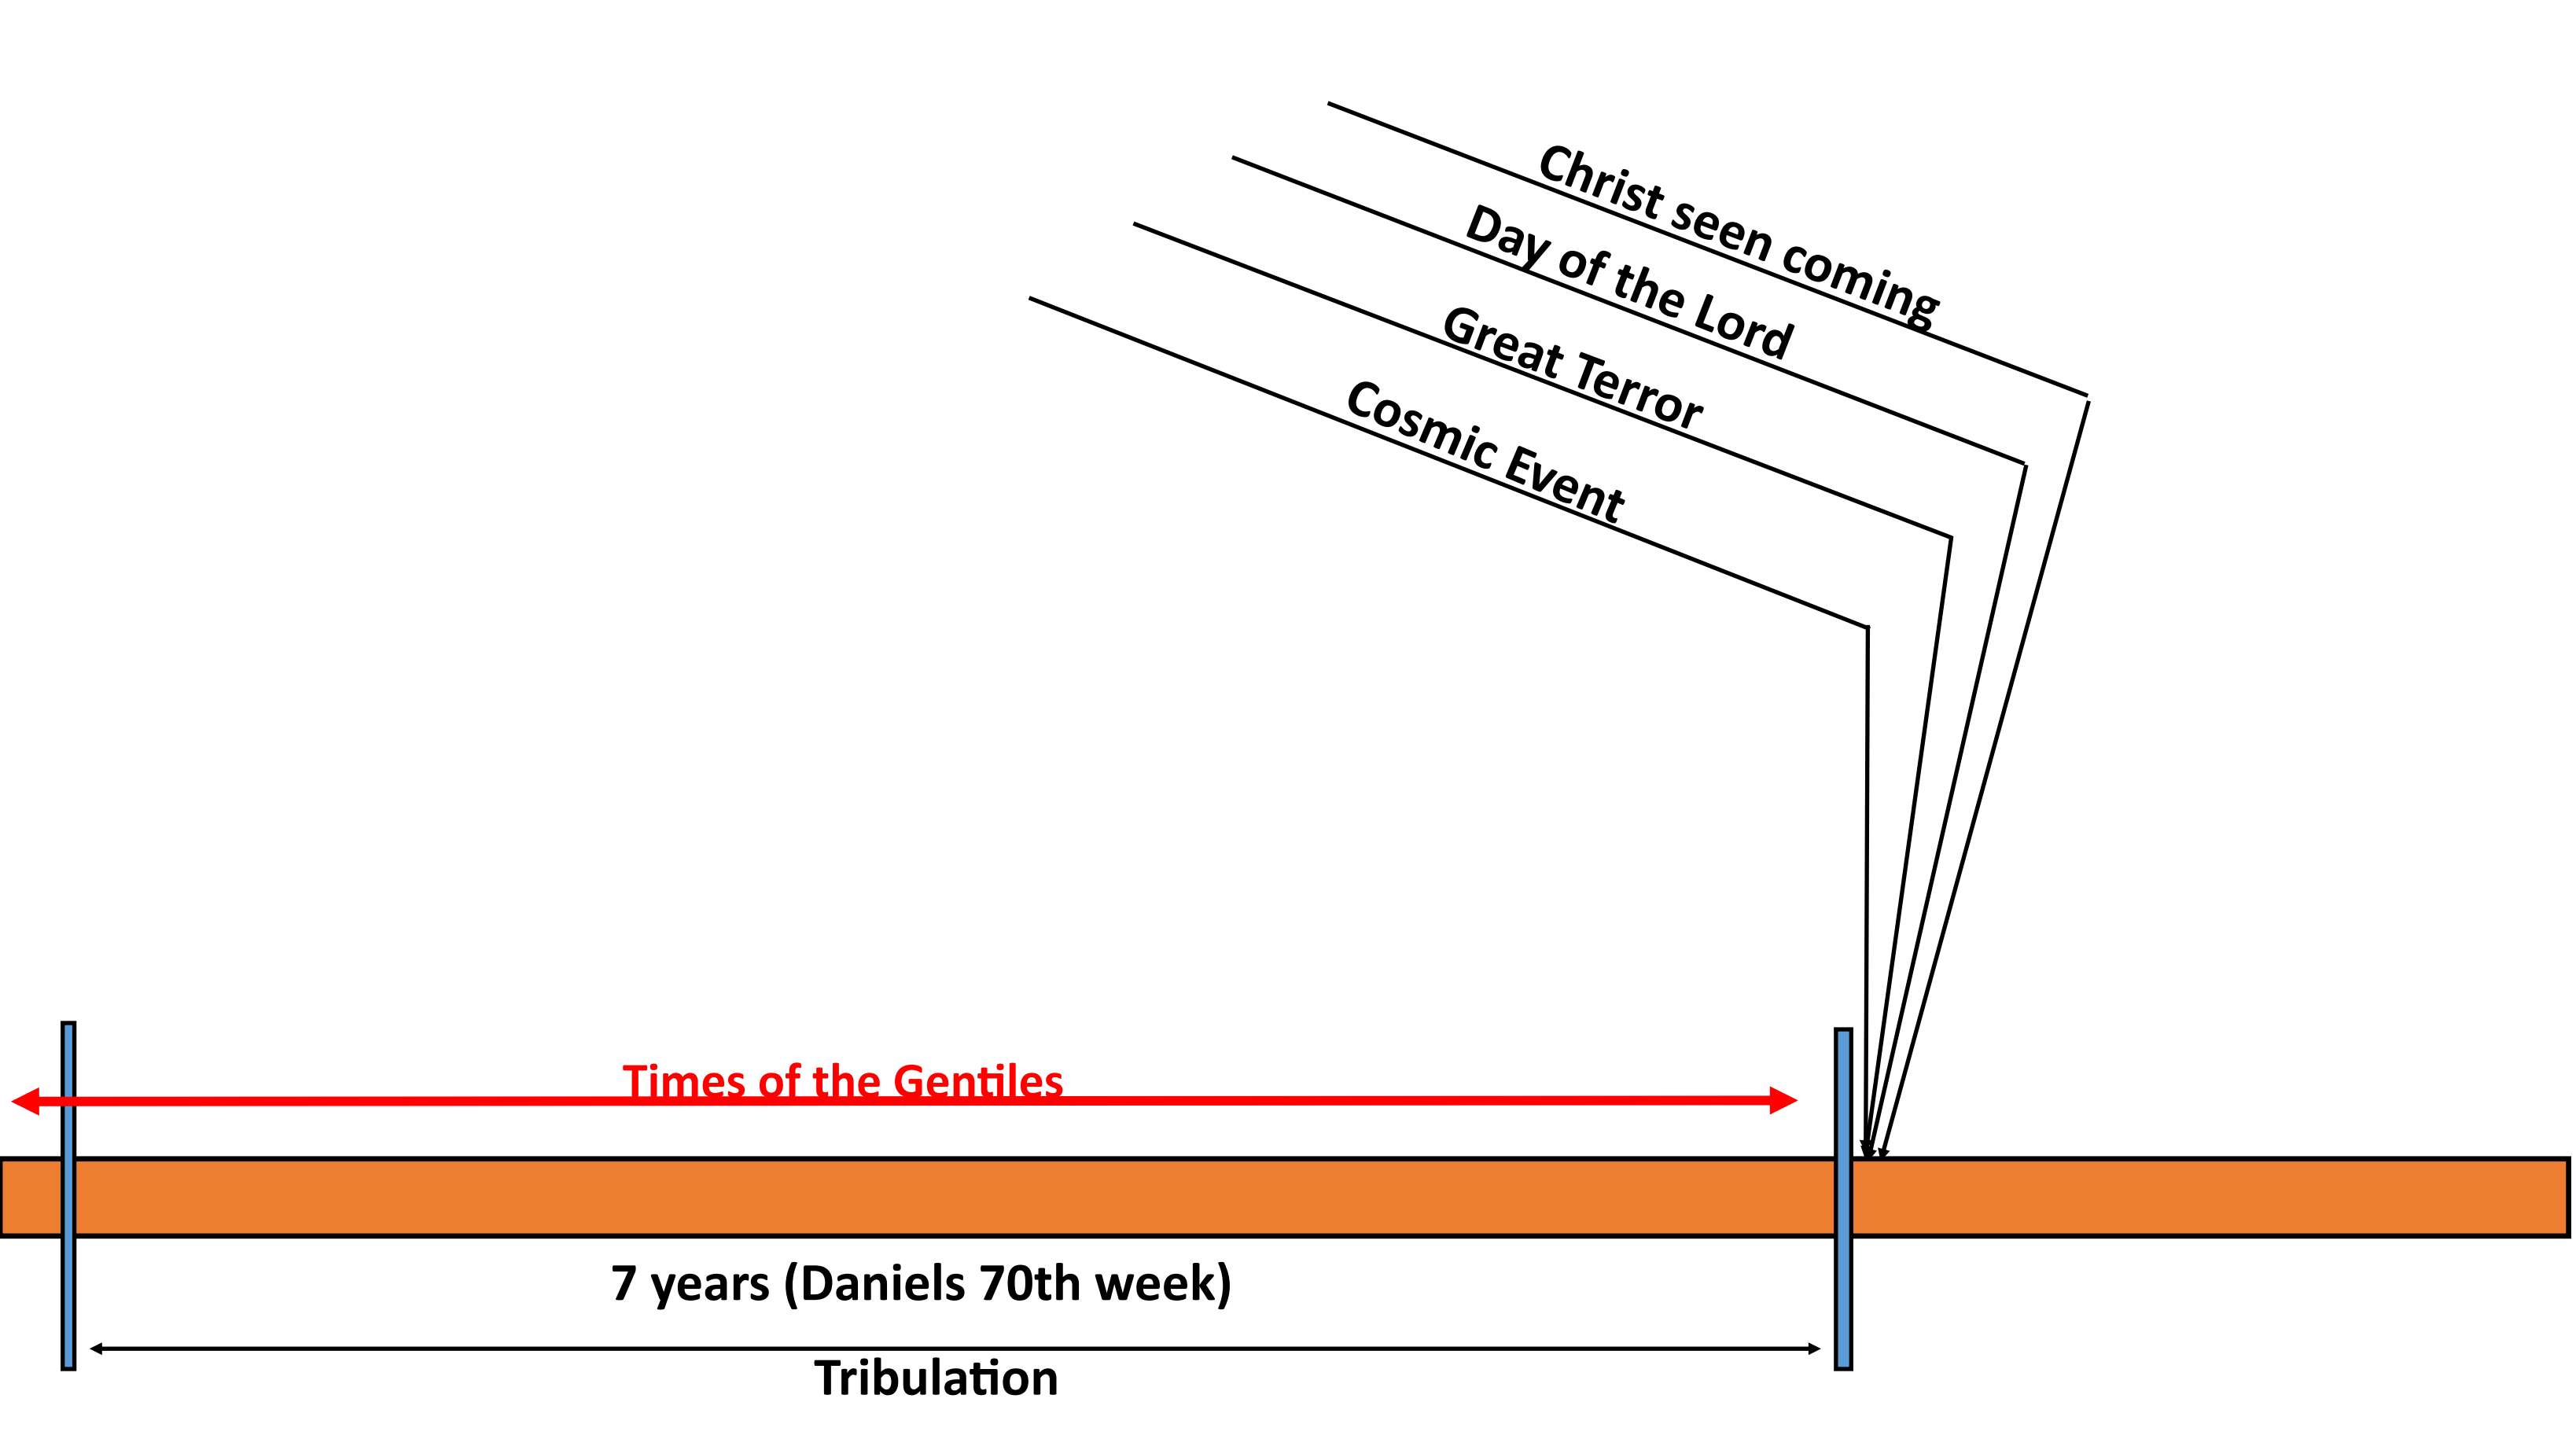 Christ seen coming
Day of the Lord
Great Terror
Cosmic Event
Times of the Gentiles
7 years (Daniels 70th week)
Tribulation